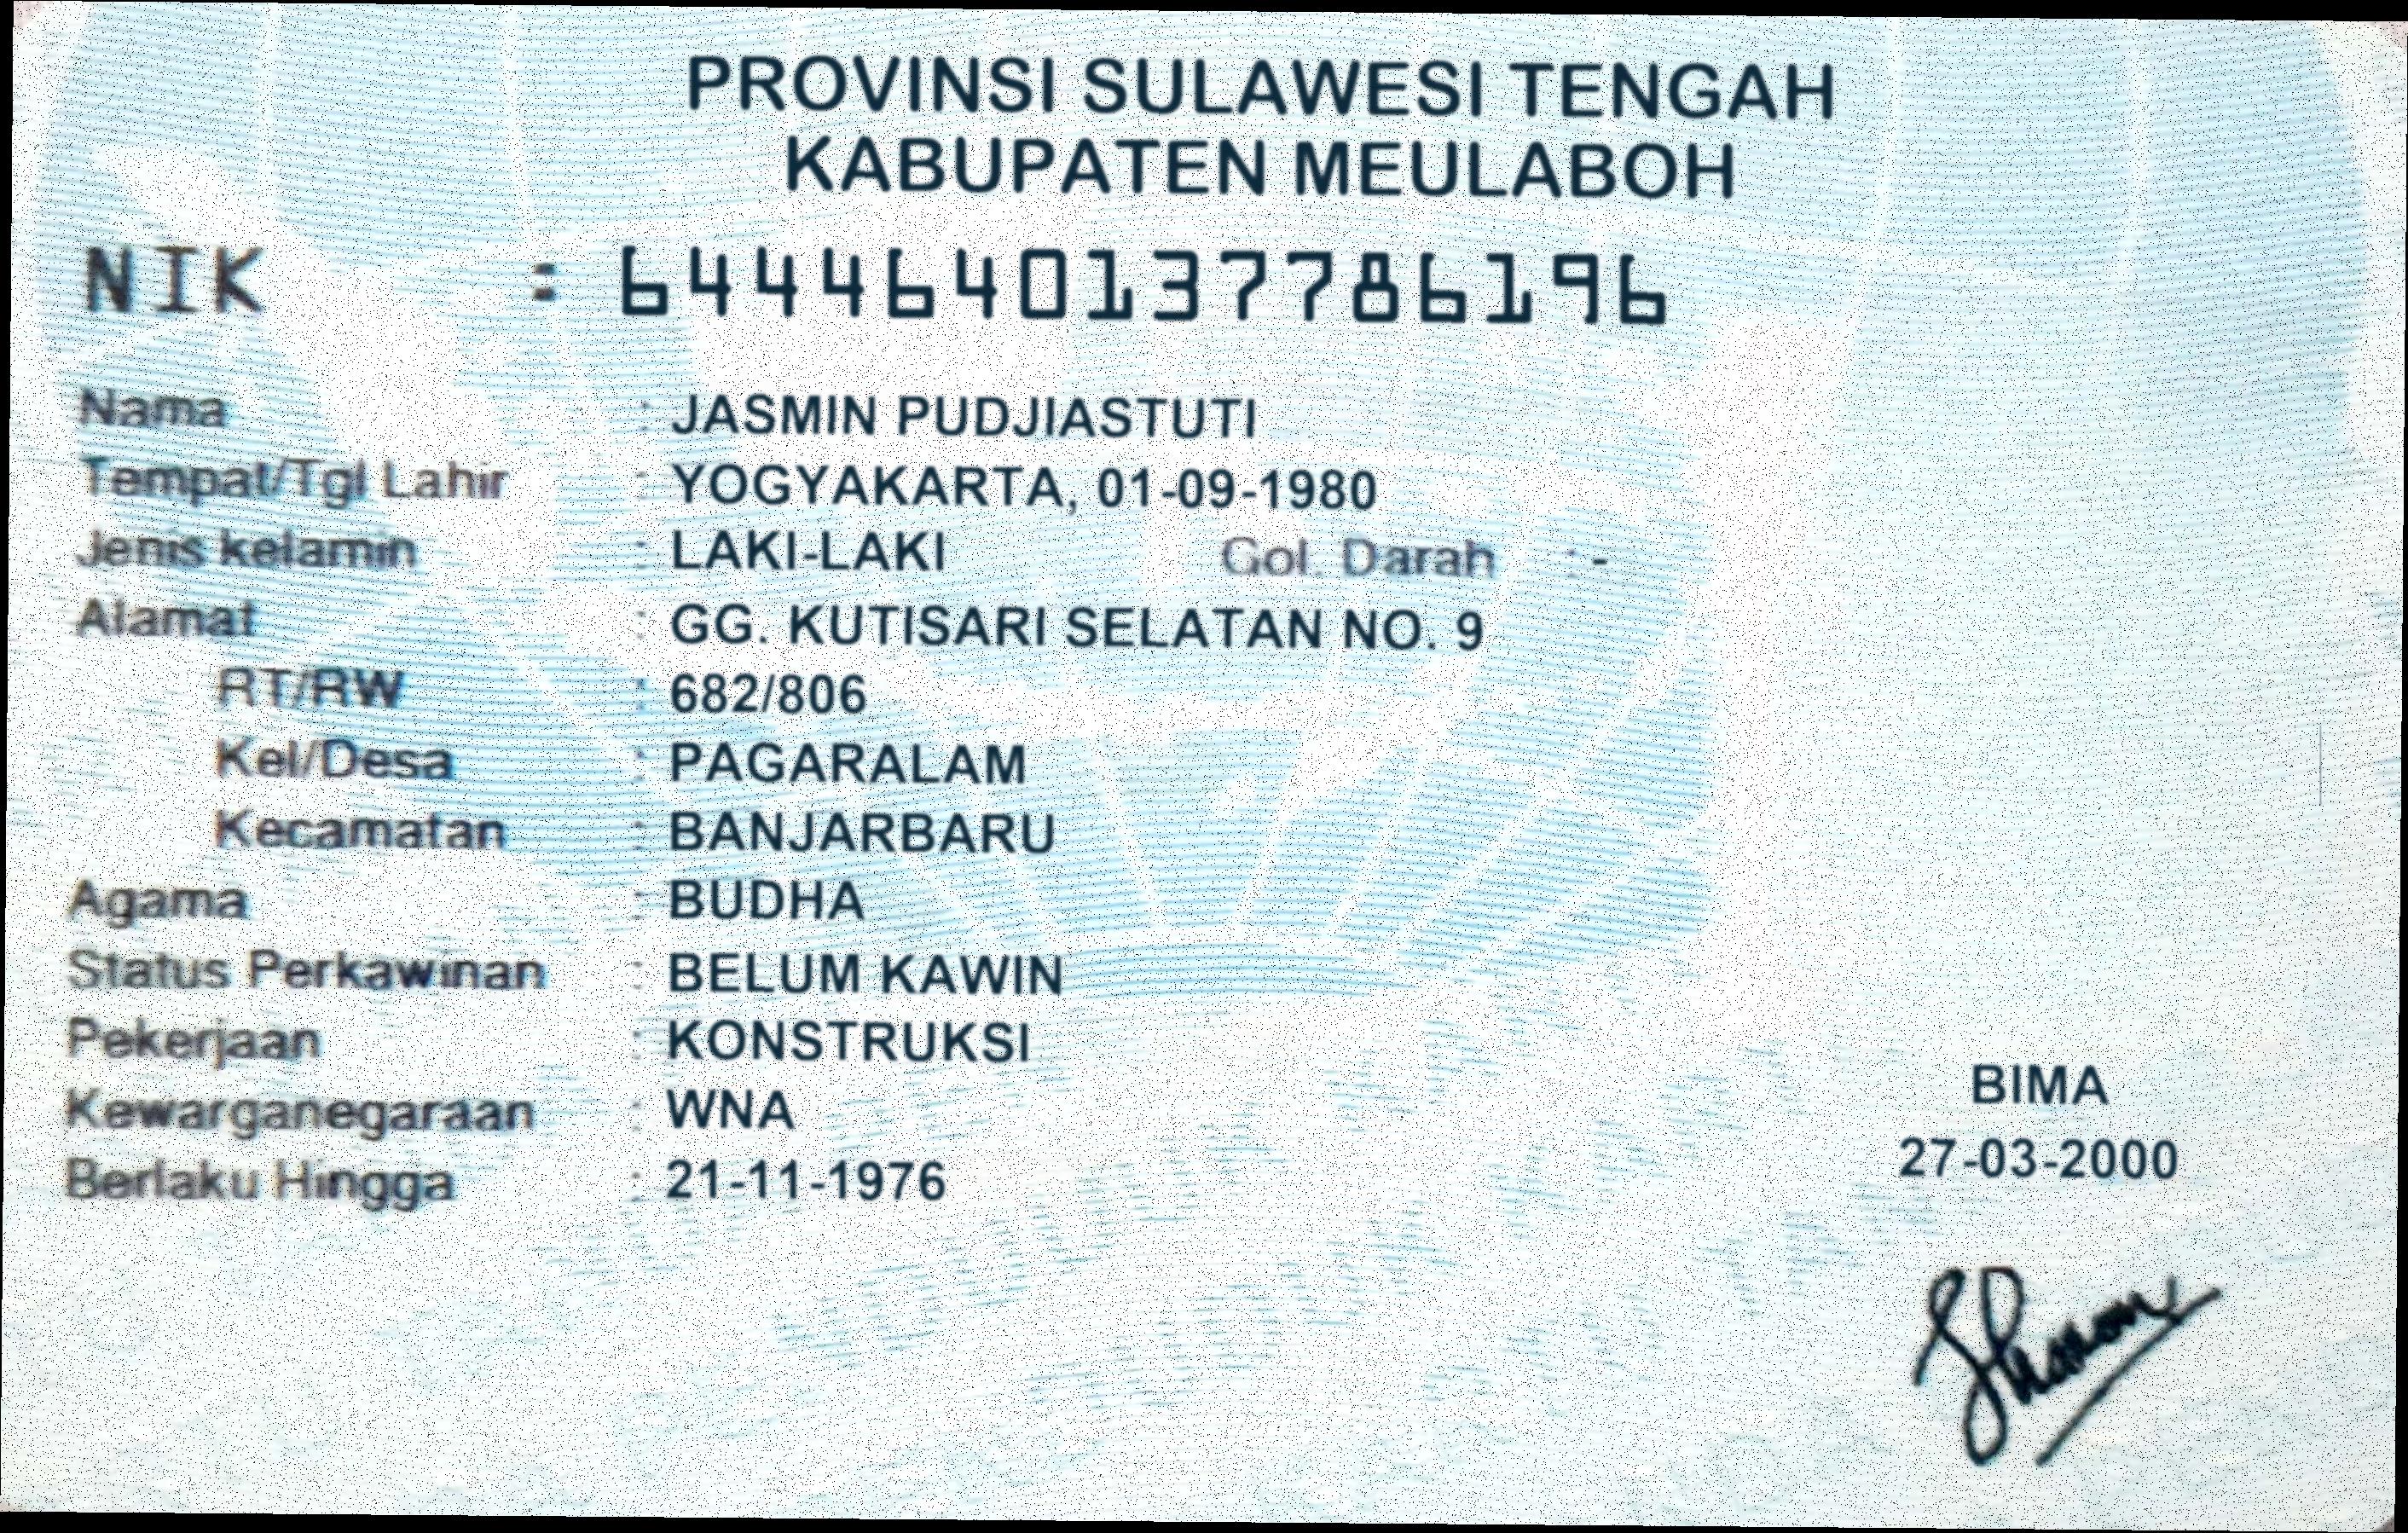 PROVINSI SULAWESI TENGAH
KABUPATEN MEULABOH
NIK : 6444640137786196
Nama : JASMIN PUDJIASTUTI
Tempat/Tgl Lahir : YOGYAKARTA, 01-09-1980
Jenis kelamin : LAKI-LAKI Gol. Darah : -
Alamat : GG. KUTISARI SELATAN NO. 9
RT/RW : 682/806
Kel/Desa : PAGARALAM
Kecamatan : BANJARBARU
Agama : BUDHA
Status Perkawinan : BELUM KAWIN
Pekerjaan : KONSTRUKSI
Kewarganegaraan : WNA
Berlaku Hingga : 21-11-1976
BIMA
27-03-2000